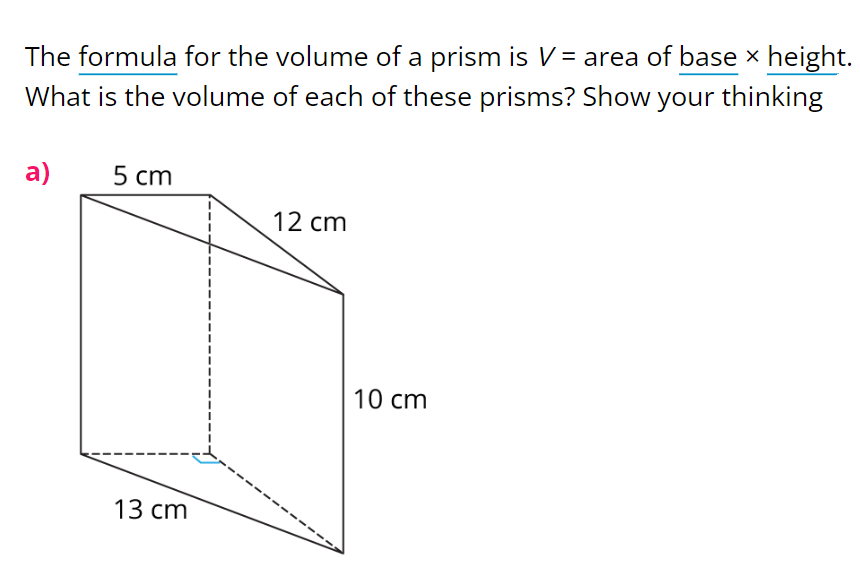 The formula for the volume of a prism is V = area of base × height.
What is the volume of each of these prisms? Show your thinking
a)
5 cm
12 cm
10 cm
13 cm